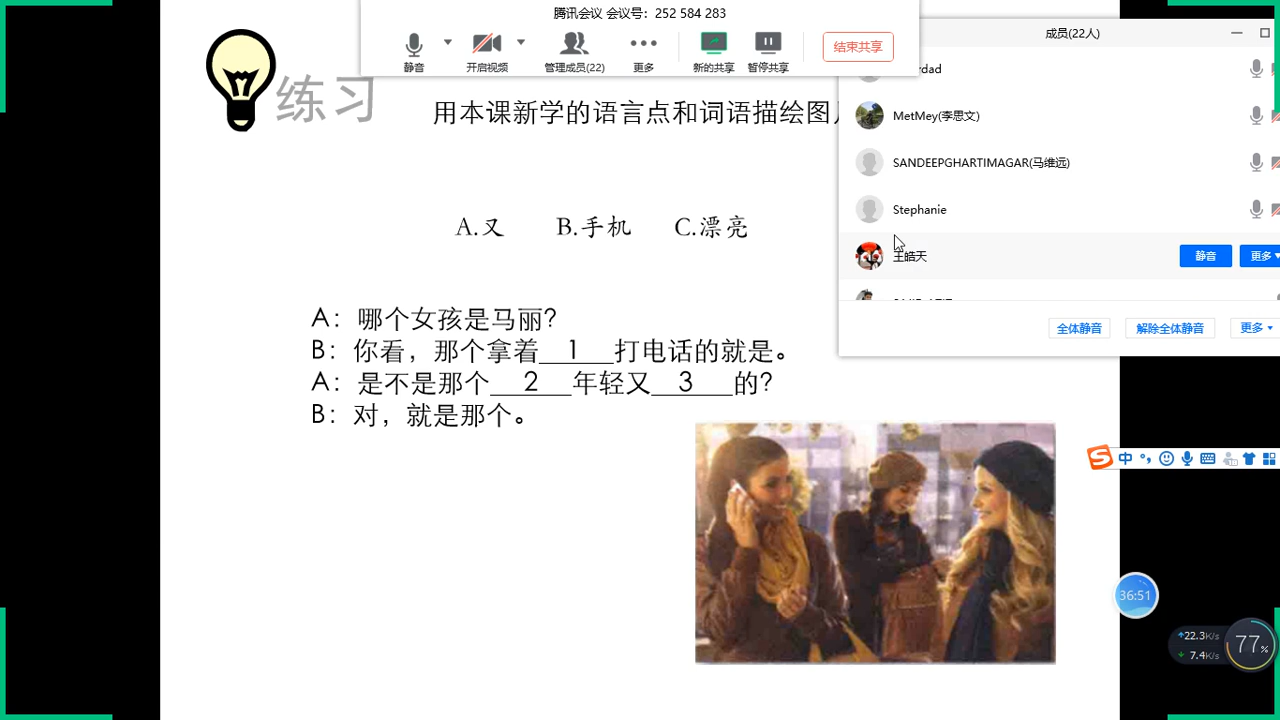 腾讯会议 会议号：252 584 283
静音 开启视频 管理成员(22) 更多 新的共享 暂停共享 结束共享
成员(22人)
练习
用本课新学的语言点和词语描绘图
MetMey(李思文)
SANDEEPGHARTIMAGAR(马维远)
Stephanie
王皓天 静音 更多
全体静音 解除全体静音 更多
A.又 B.手机 C.漂亮
A：哪个女孩是马丽？
B：你看，那个拿着__1__打电话的就是。
A：是不是那个__2__年轻又__3__的？
B：对，就是那个。
中
36:51
22.3K/s
7.4K/s
77%